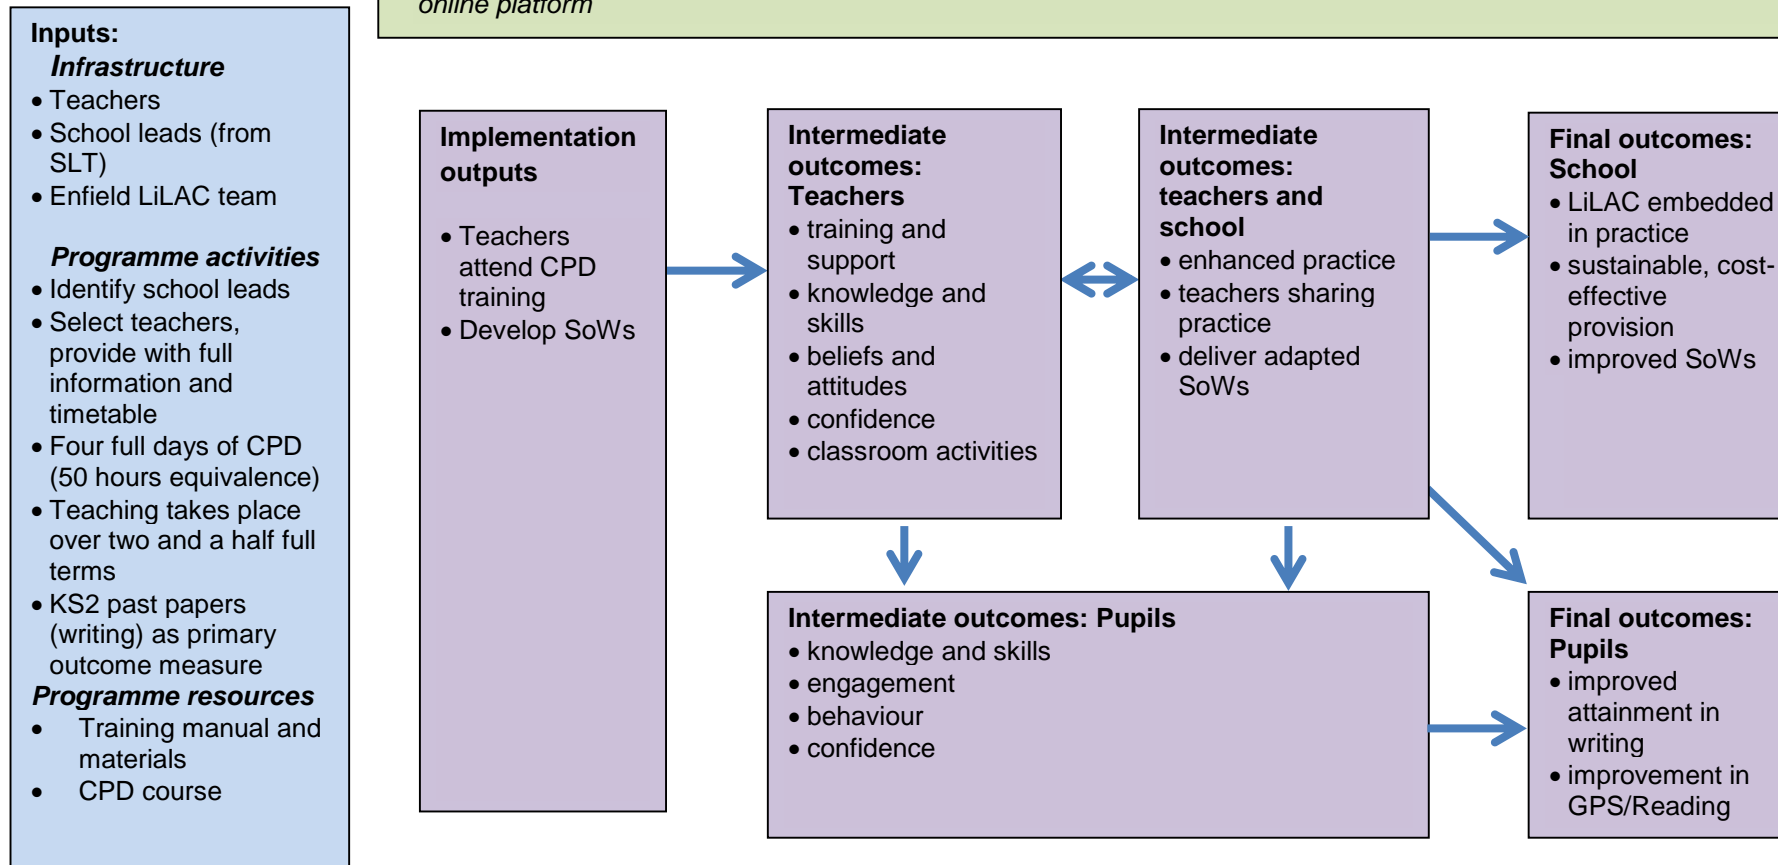 online platform
Inputs:
Infrastructure
• Teachers
• School leads (from
SLT)
• Enfield LiLAC team
Programme activities
• Identify school leads
• Select teachers,
provide with full
information and
timetable
• Four full days of CPD
(50 hours equivalence)
• Teaching takes place
over two and a half full
terms
• KS2 past papers
(writing) as primary
outcome measure
Programme resources
• Training manual and
materials
• CPD course
Implementation
outputs
• Teachers
attend CPD
training
• Develop SoWs
Intermediate
outcomes:
Teachers
• training and
support
• knowledge and
skills
• beliefs and
attitudes
• confidence
• classroom activities
Intermediate
outcomes:
teachers and
school
• enhanced practice
• teachers sharing
practice
• deliver adapted
SoWs
Final outcomes:
School
• LiLAC embedded
in practice
• sustainable, cost-
effective
provision
• improved SoWs
Intermediate outcomes: Pupils
• knowledge and skills
• engagement
• behaviour
• confidence
Final outcomes:
Pupils
• improved
attainment in
writing
• improvement in
GPS/Reading